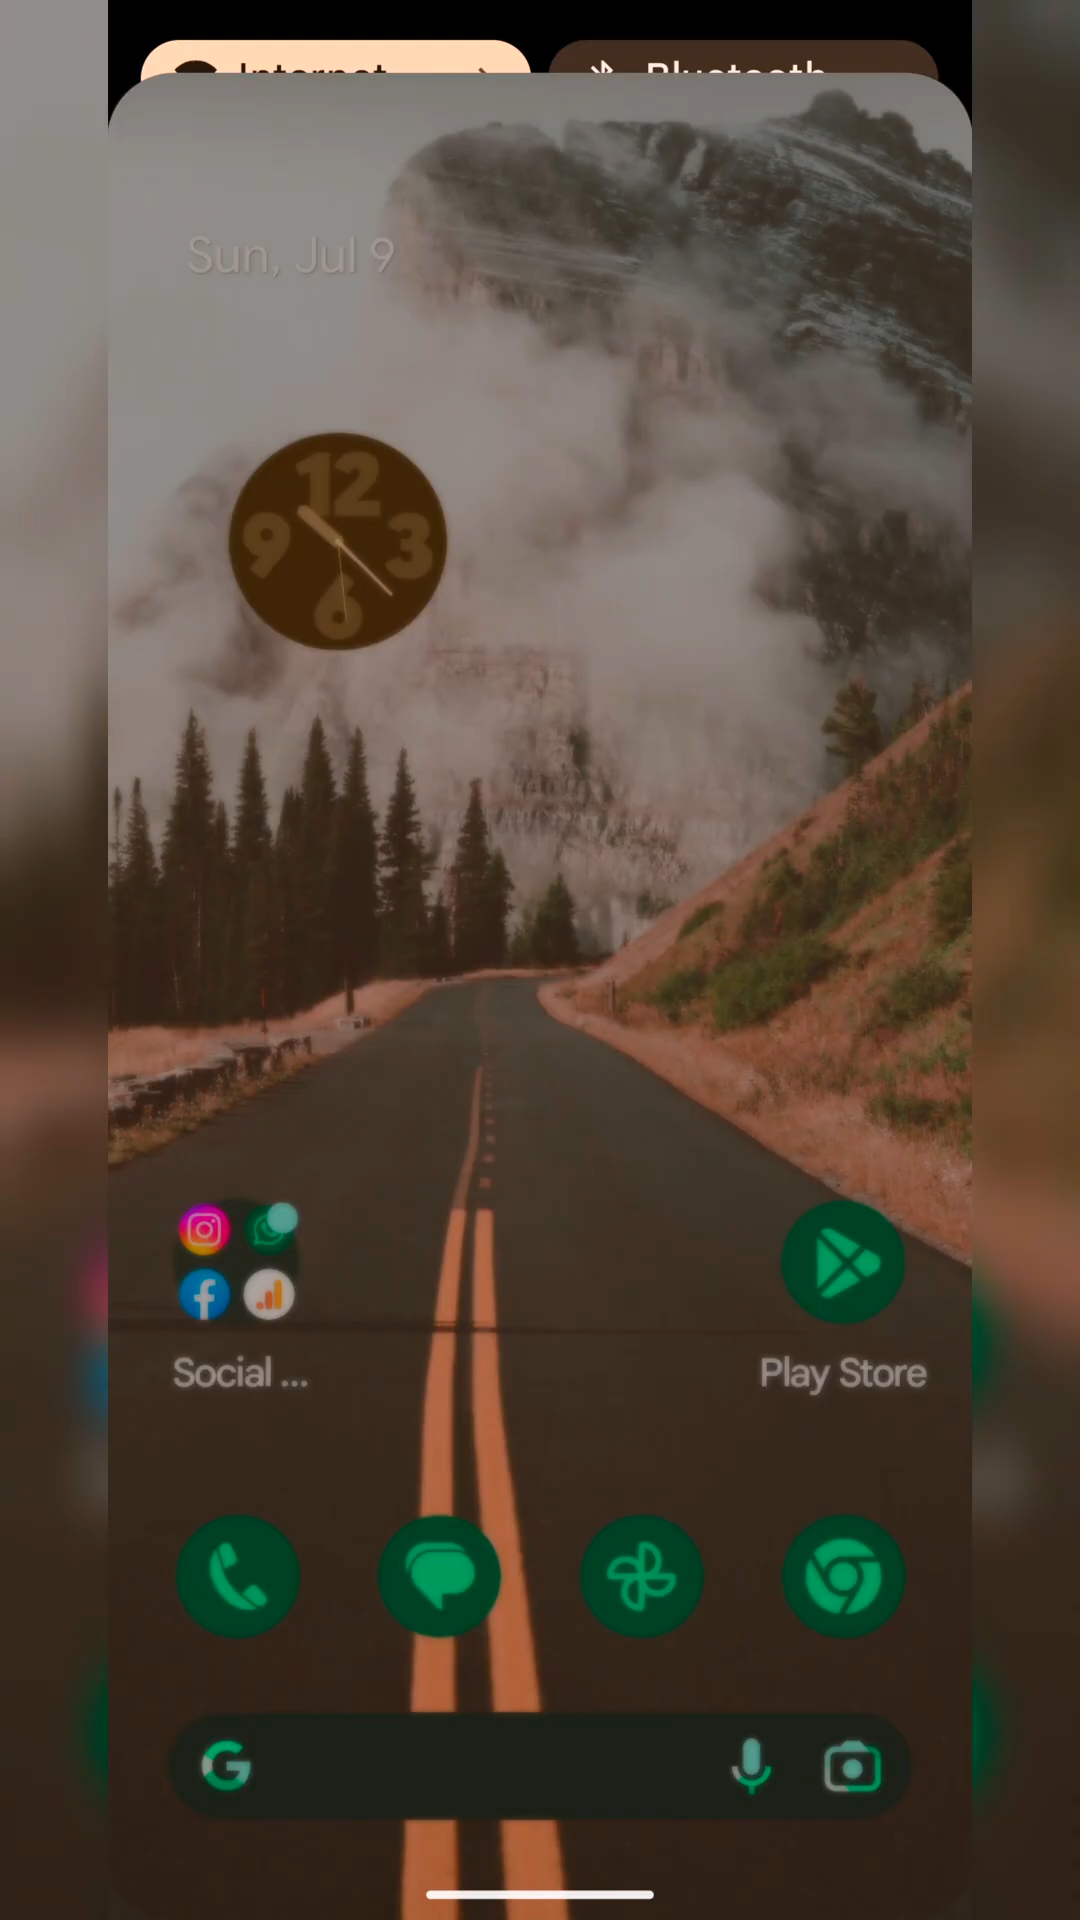 Internet
Bluetooth
Sun, Jul 9
12
9
3
6
Social ...
Play Store